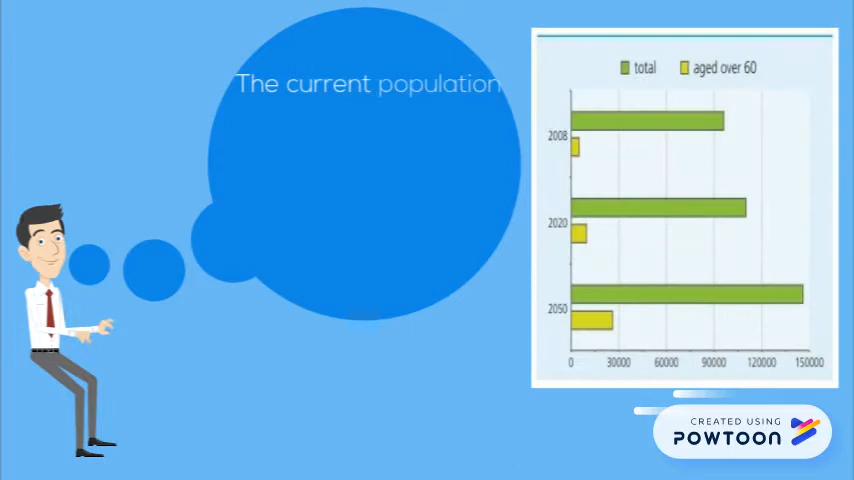 The current population
total aged over 60
2008
2020
2050
0 30000 60000 90000 120000 150000
CREATED USING
POWTOON